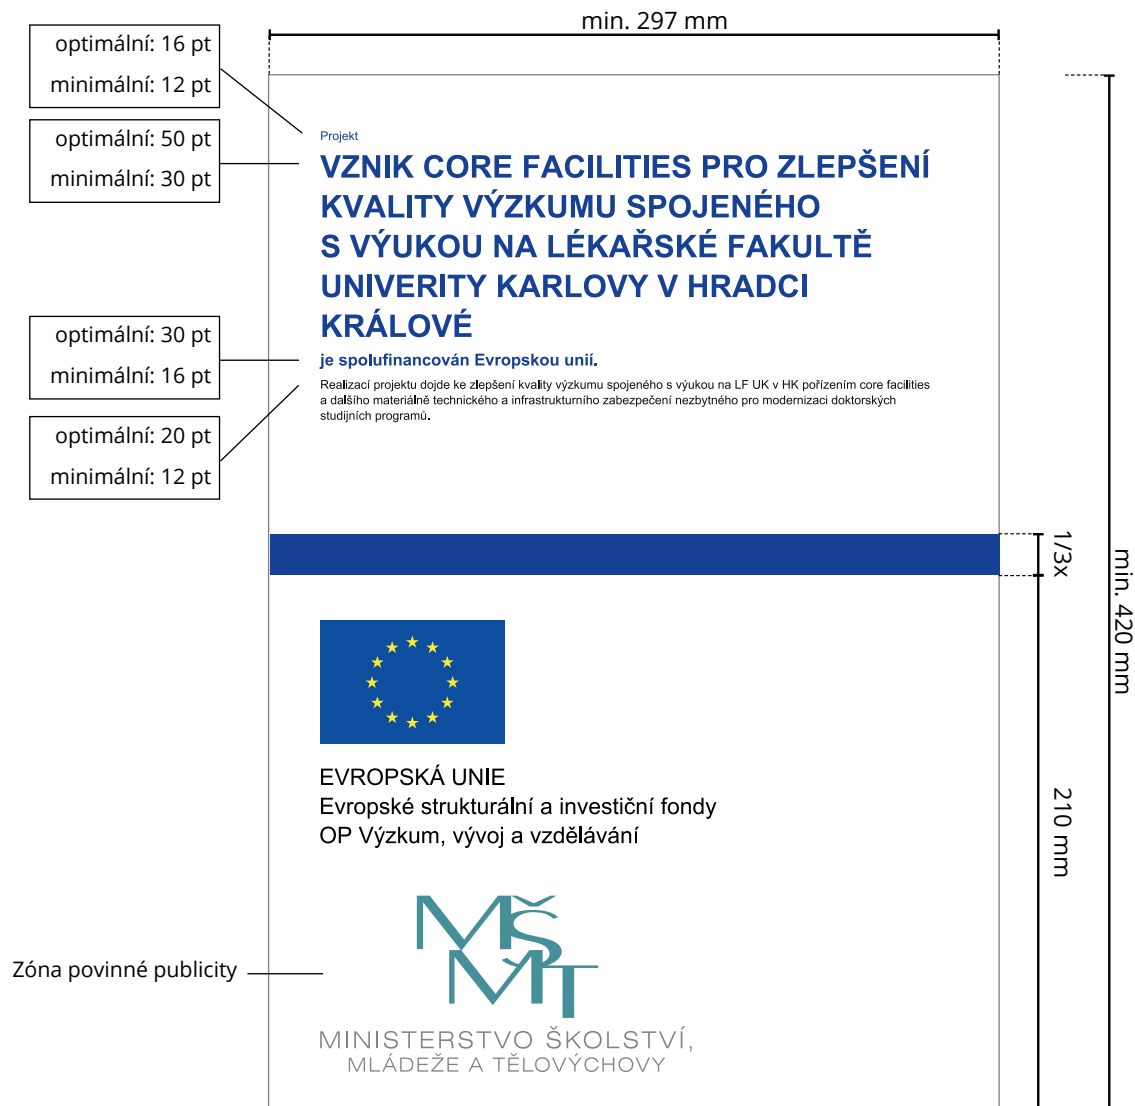 min. 297 mm
optimální: 16 pt
minimální: 12 pt
optimální: 50 pt
minimální: 30 pt
Projekt
VZNIK CORE FACILITIES PRO ZLEPŠENÍ
KVALITY VÝZKUMU SPOJENÉHO
S VÝUKOU NA LÉKAŘSKÉ FAKULTĚ
UNIVERITY KARLOVY V HRADCI
KRÁLOVÉ
optimální: 30 pt
minimální: 16 pt
je spolufinancován Evropskou unií.
Realizací projektu dojde ke zlepšení kvality výzkumu spojeného s výukou na LF UK v HK pořízením core facilities
a dalšího materiálně technického a infrastrukturního zabezpečení nezbytného pro modernizaci doktorských
studijních programů.
optimální: 20 pt
minimální: 12 pt
1/3x
min. 420 mm
EVROPSKÁ UNIE
Evropské strukturální a investiční fondy
OP Výzkum, vývoj a vzdělávání
210 mm
MŠMT
Zóna povinné publicity
MINISTERSTVO ŠKOLSTVÍ,
MLÁDEŽE A TĚLOVÝCHOVY